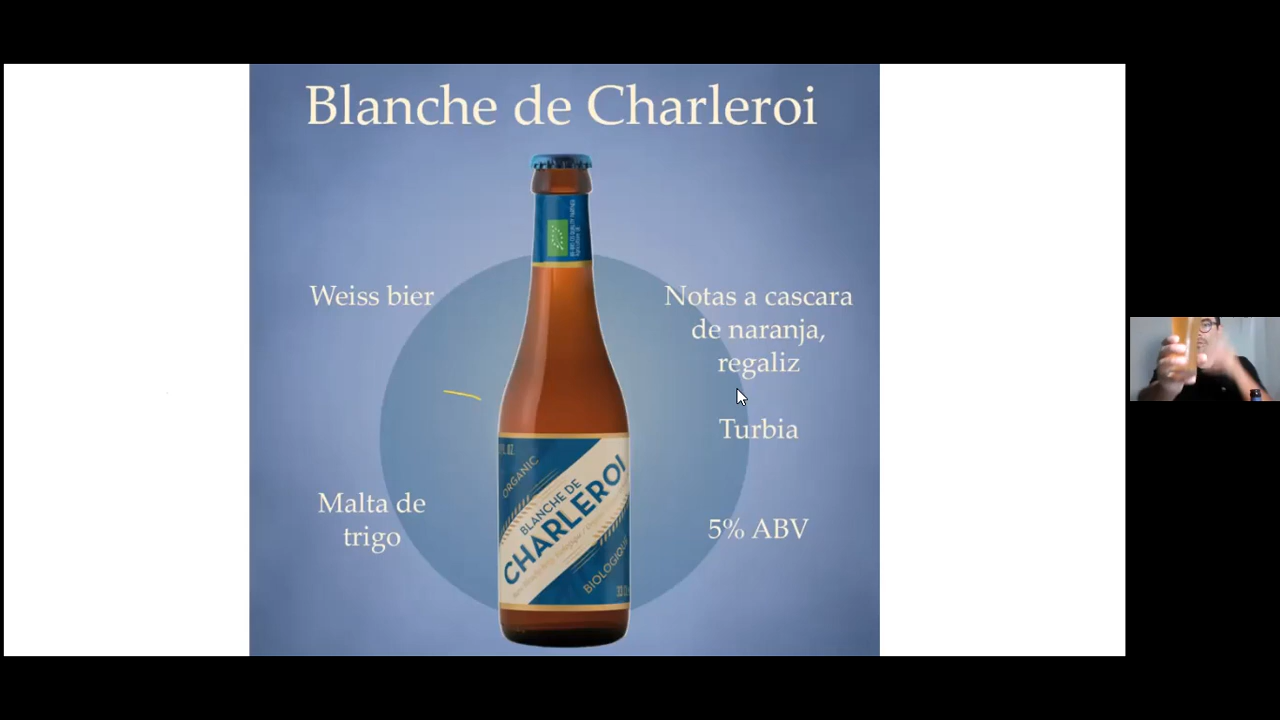 Blanche de Charleroi
Weiss bier
Notas a cascara
de naranja,
regaliz
Turbia
Malta de
trigo
5% ABV
ORGANIC
BLANCHE DE
CHARLEROI
BIOLOGIQUE